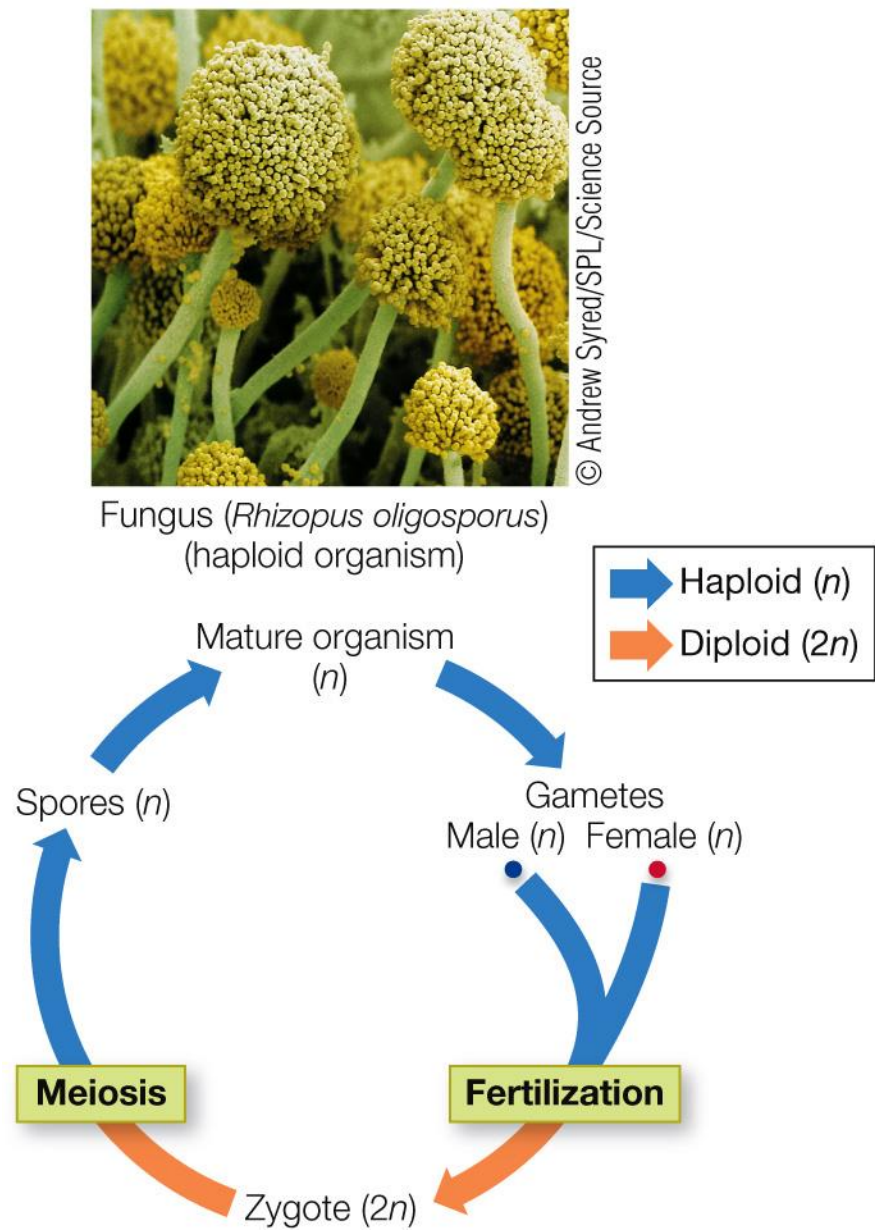 © Andrew Syred/SPL/Science Source
Fungus (Rhizopus oligosporus)
(haploid organism)
Haploid (n)
Diploid (2n)
Mature organism
(n)
Spores (n)
Gametes
Male (n) Female (n)
Meiosis
Fertilization
Zygote (2n)